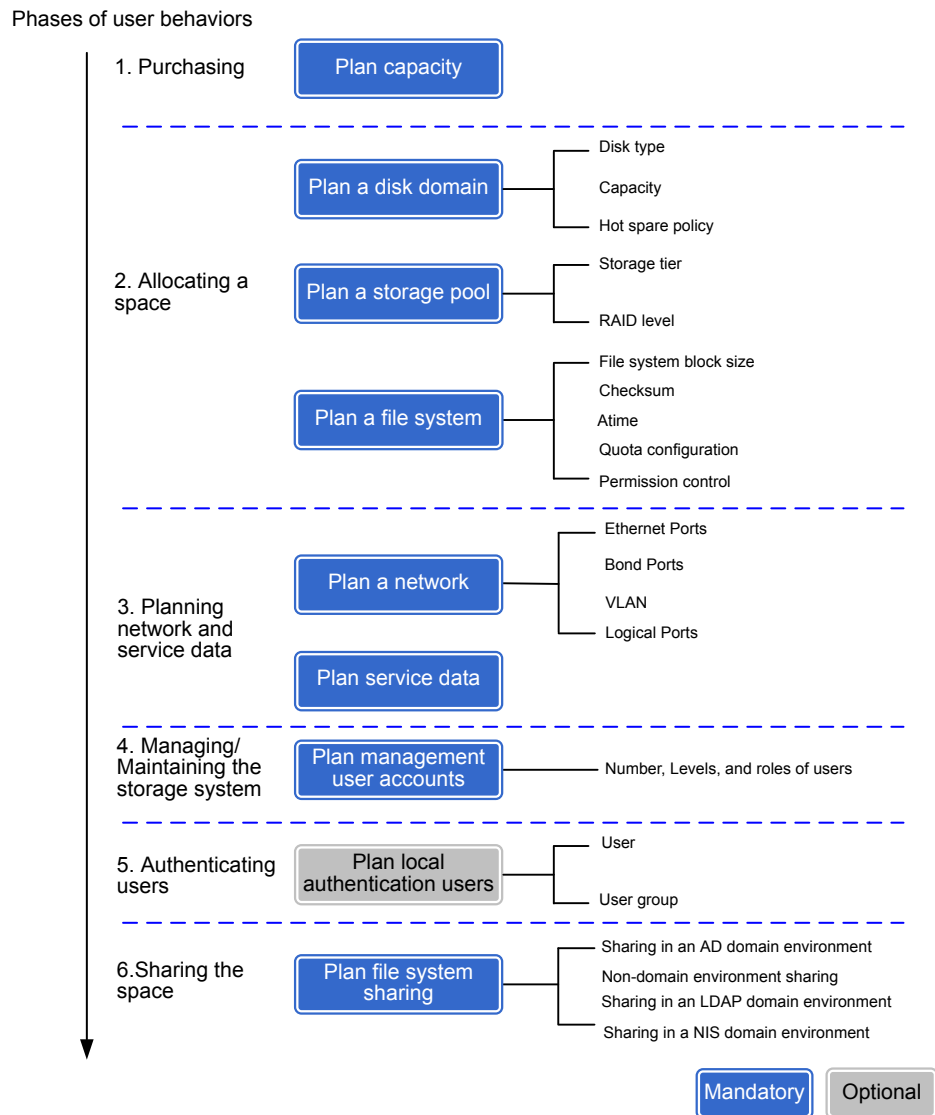 Phases of user behaviors
1. Purchasing
Plan capacity
2. Allocating a
space
Plan a disk domain
Disk type
Capacity
Hot spare policy
Plan a storage pool
Storage tier
RAID level
Plan a file system
File system block size
Checksum
Atime
Quota configuration
Permission control
3. Planning
network and
service data
Plan a network
Ethernet Ports
Bond Ports
VLAN
Logical Ports
Plan service data
4. Managing/
Maintaining the
storage system
Plan management
user accounts
Number, Levels, and roles of users
5. Authenticating
users
Plan local
authentication users
User
User group
6.Sharing the
space
Plan file system
sharing
Sharing in an AD domain environment
Non-domain environment sharing
Sharing in an LDAP domain environment
Sharing in a NIS domain environment
Mandatory
Optional